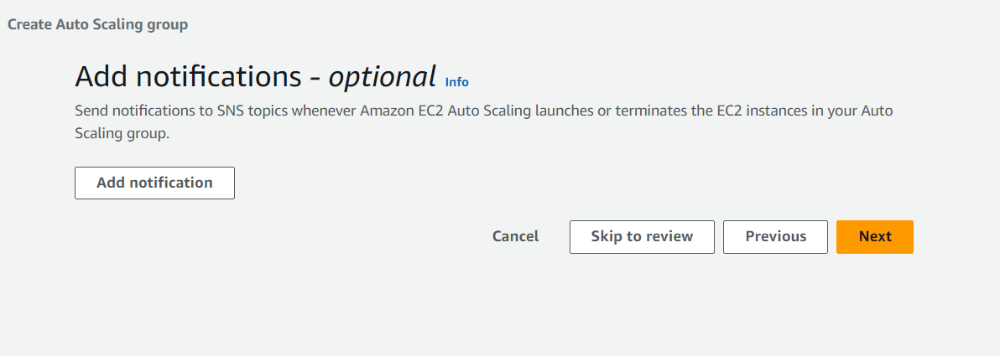 Create Auto Scaling group
Add notifications - optional Info
Send notifications to SNS topics whenever Amazon EC2 Auto Scaling launches or terminates the EC2 instances in your Auto
Scaling group.
Add notification
Cancel Skip to review Previous Next